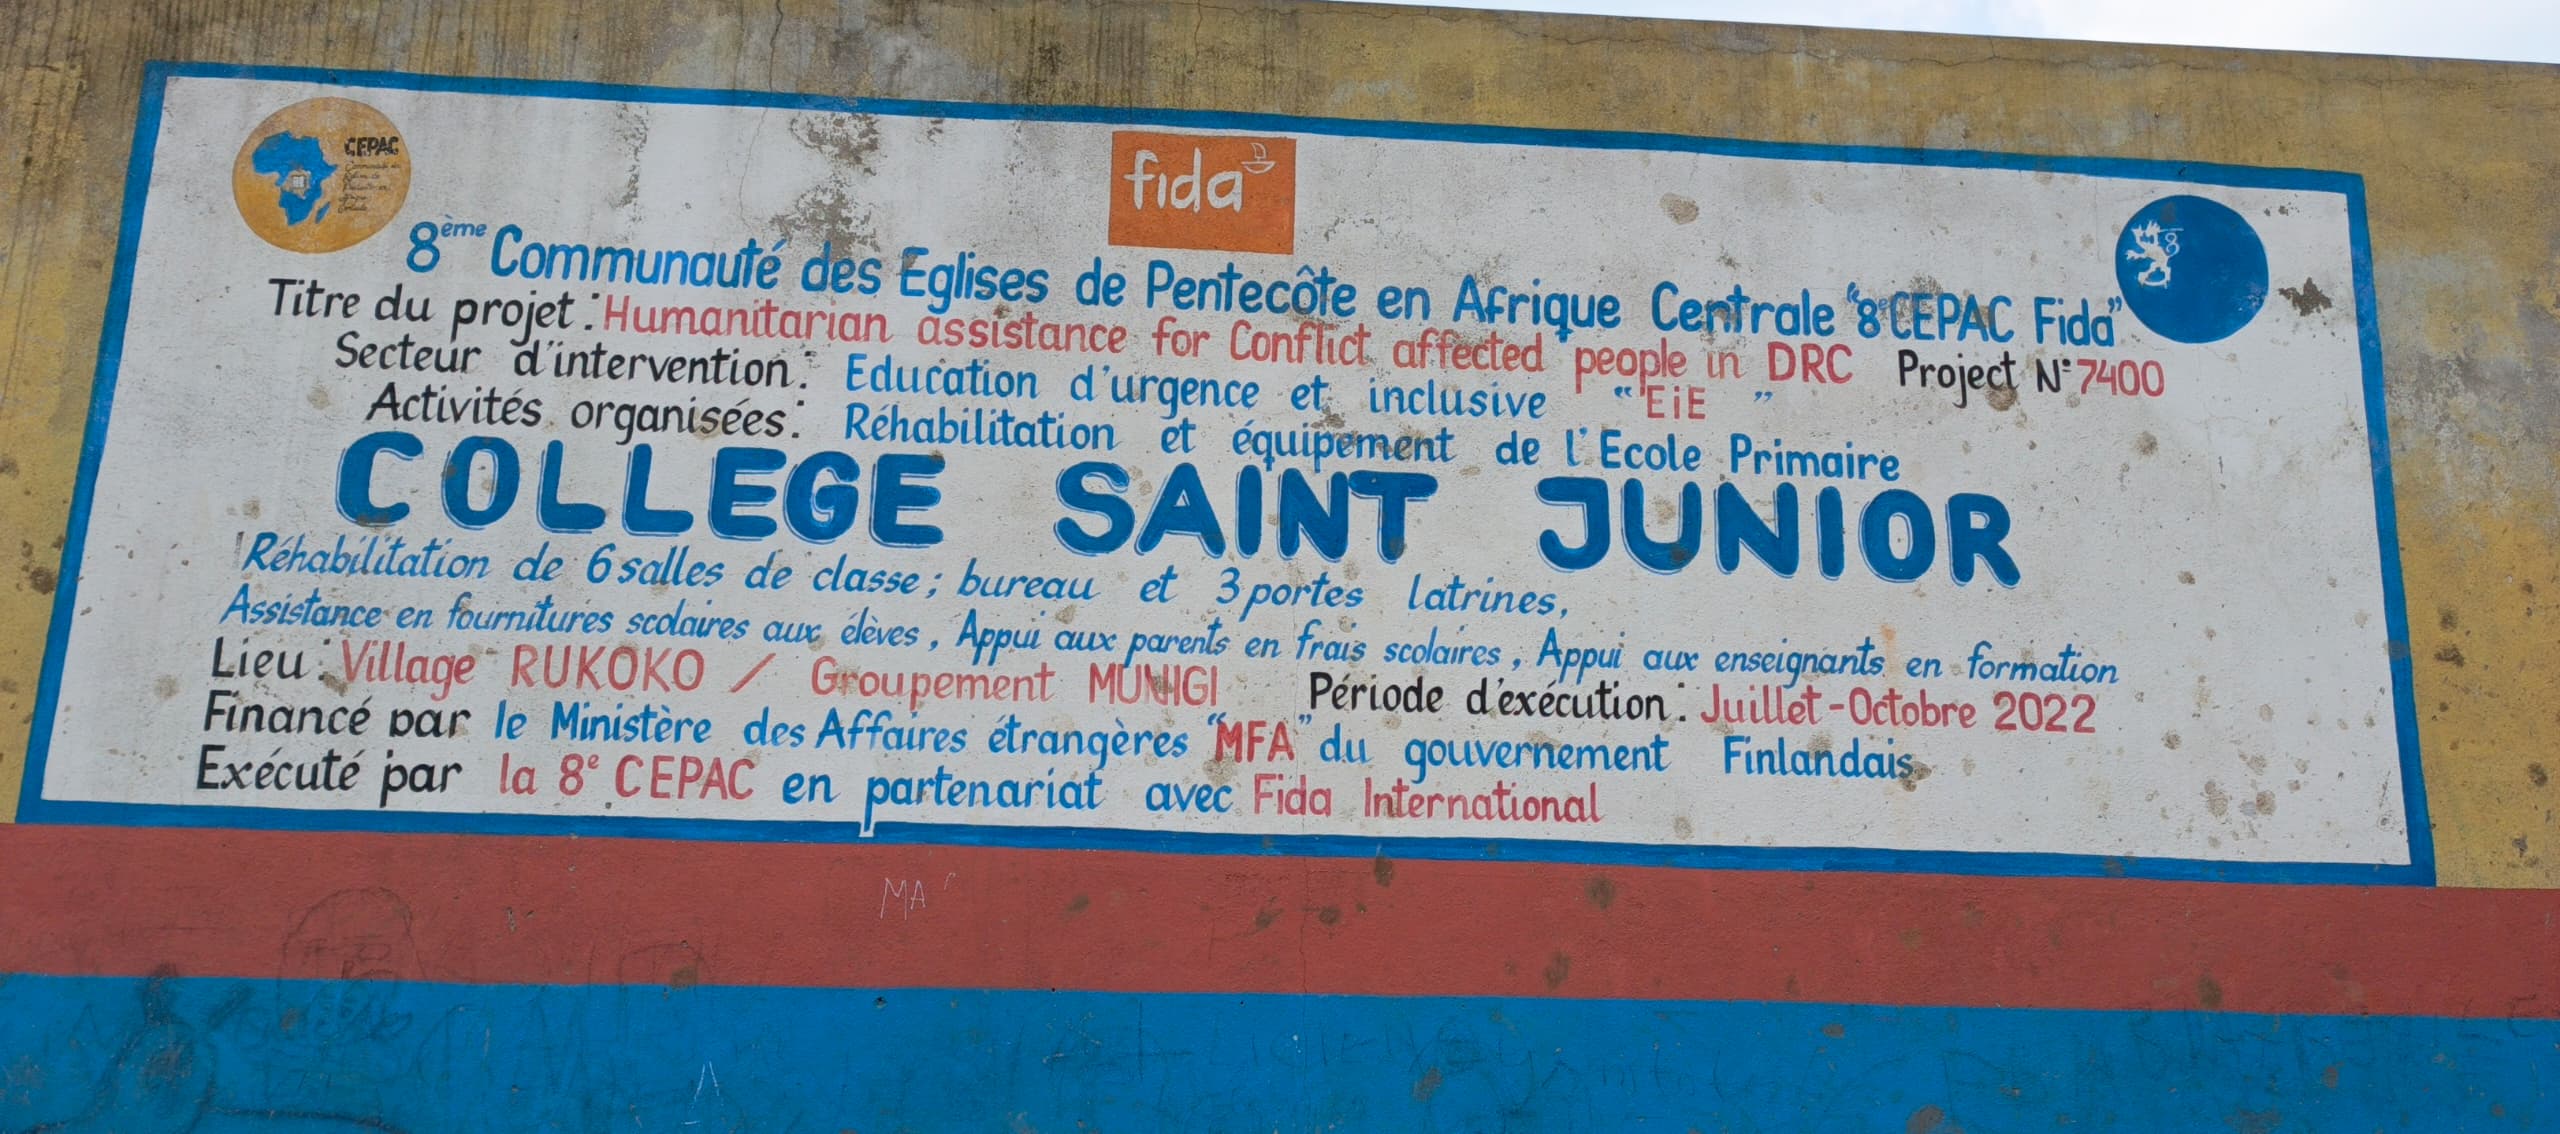 CEPAC
fida
8ème Communauté des Eglises de Pentecôte en Afrique Centrale "8e CEPAC Fida"
Titre du projet : Humanitarian assistance for Conflict affected people in DRC Project N° 7400
Secteur d'intervention : Education d'urgence et inclusive "EiE"
Activités organisées : Réhabilitation et équipement de l'Ecole Primaire
COLLEGE SAINT JUNIOR
Réhabilitation de 6 salles de classe ; bureau et 3 portes latrines,
Assistance en fournitures scolaires aux élèves, Appui aux parents en frais scolaires, Appui aux enseignants en formation
Lieu : Village RUKOKO / Groupement MUNIGI Période d'exécution : Juillet - Octobre 2022
Financé par le Ministère des Affaires étrangères "MFA" du gouvernement Finlandais
Exécuté par la 8e CEPAC en partenariat avec Fida International
MA